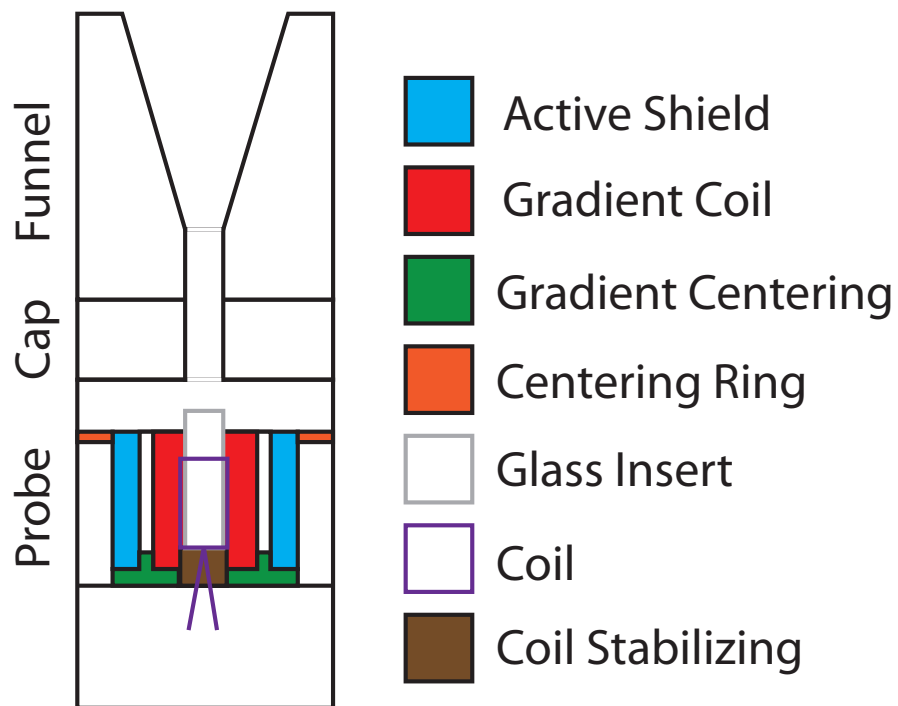 Funnel
Cap
Probe
Active Shield
Gradient Coil
Gradient Centering
Centering Ring
Glass Insert
Coil
Coil Stabilizing